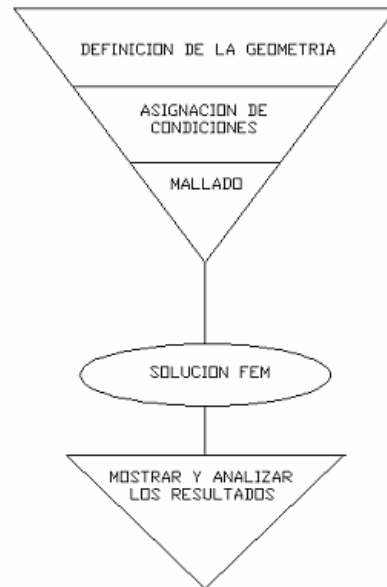 DEFINICION DE LA GEOMETRIA
ASIGNACION DE
CONDICIONES
MALLADO
SOLUCION FEM
MOSTRAR Y ANALIZAR
LOS RESULTADOS